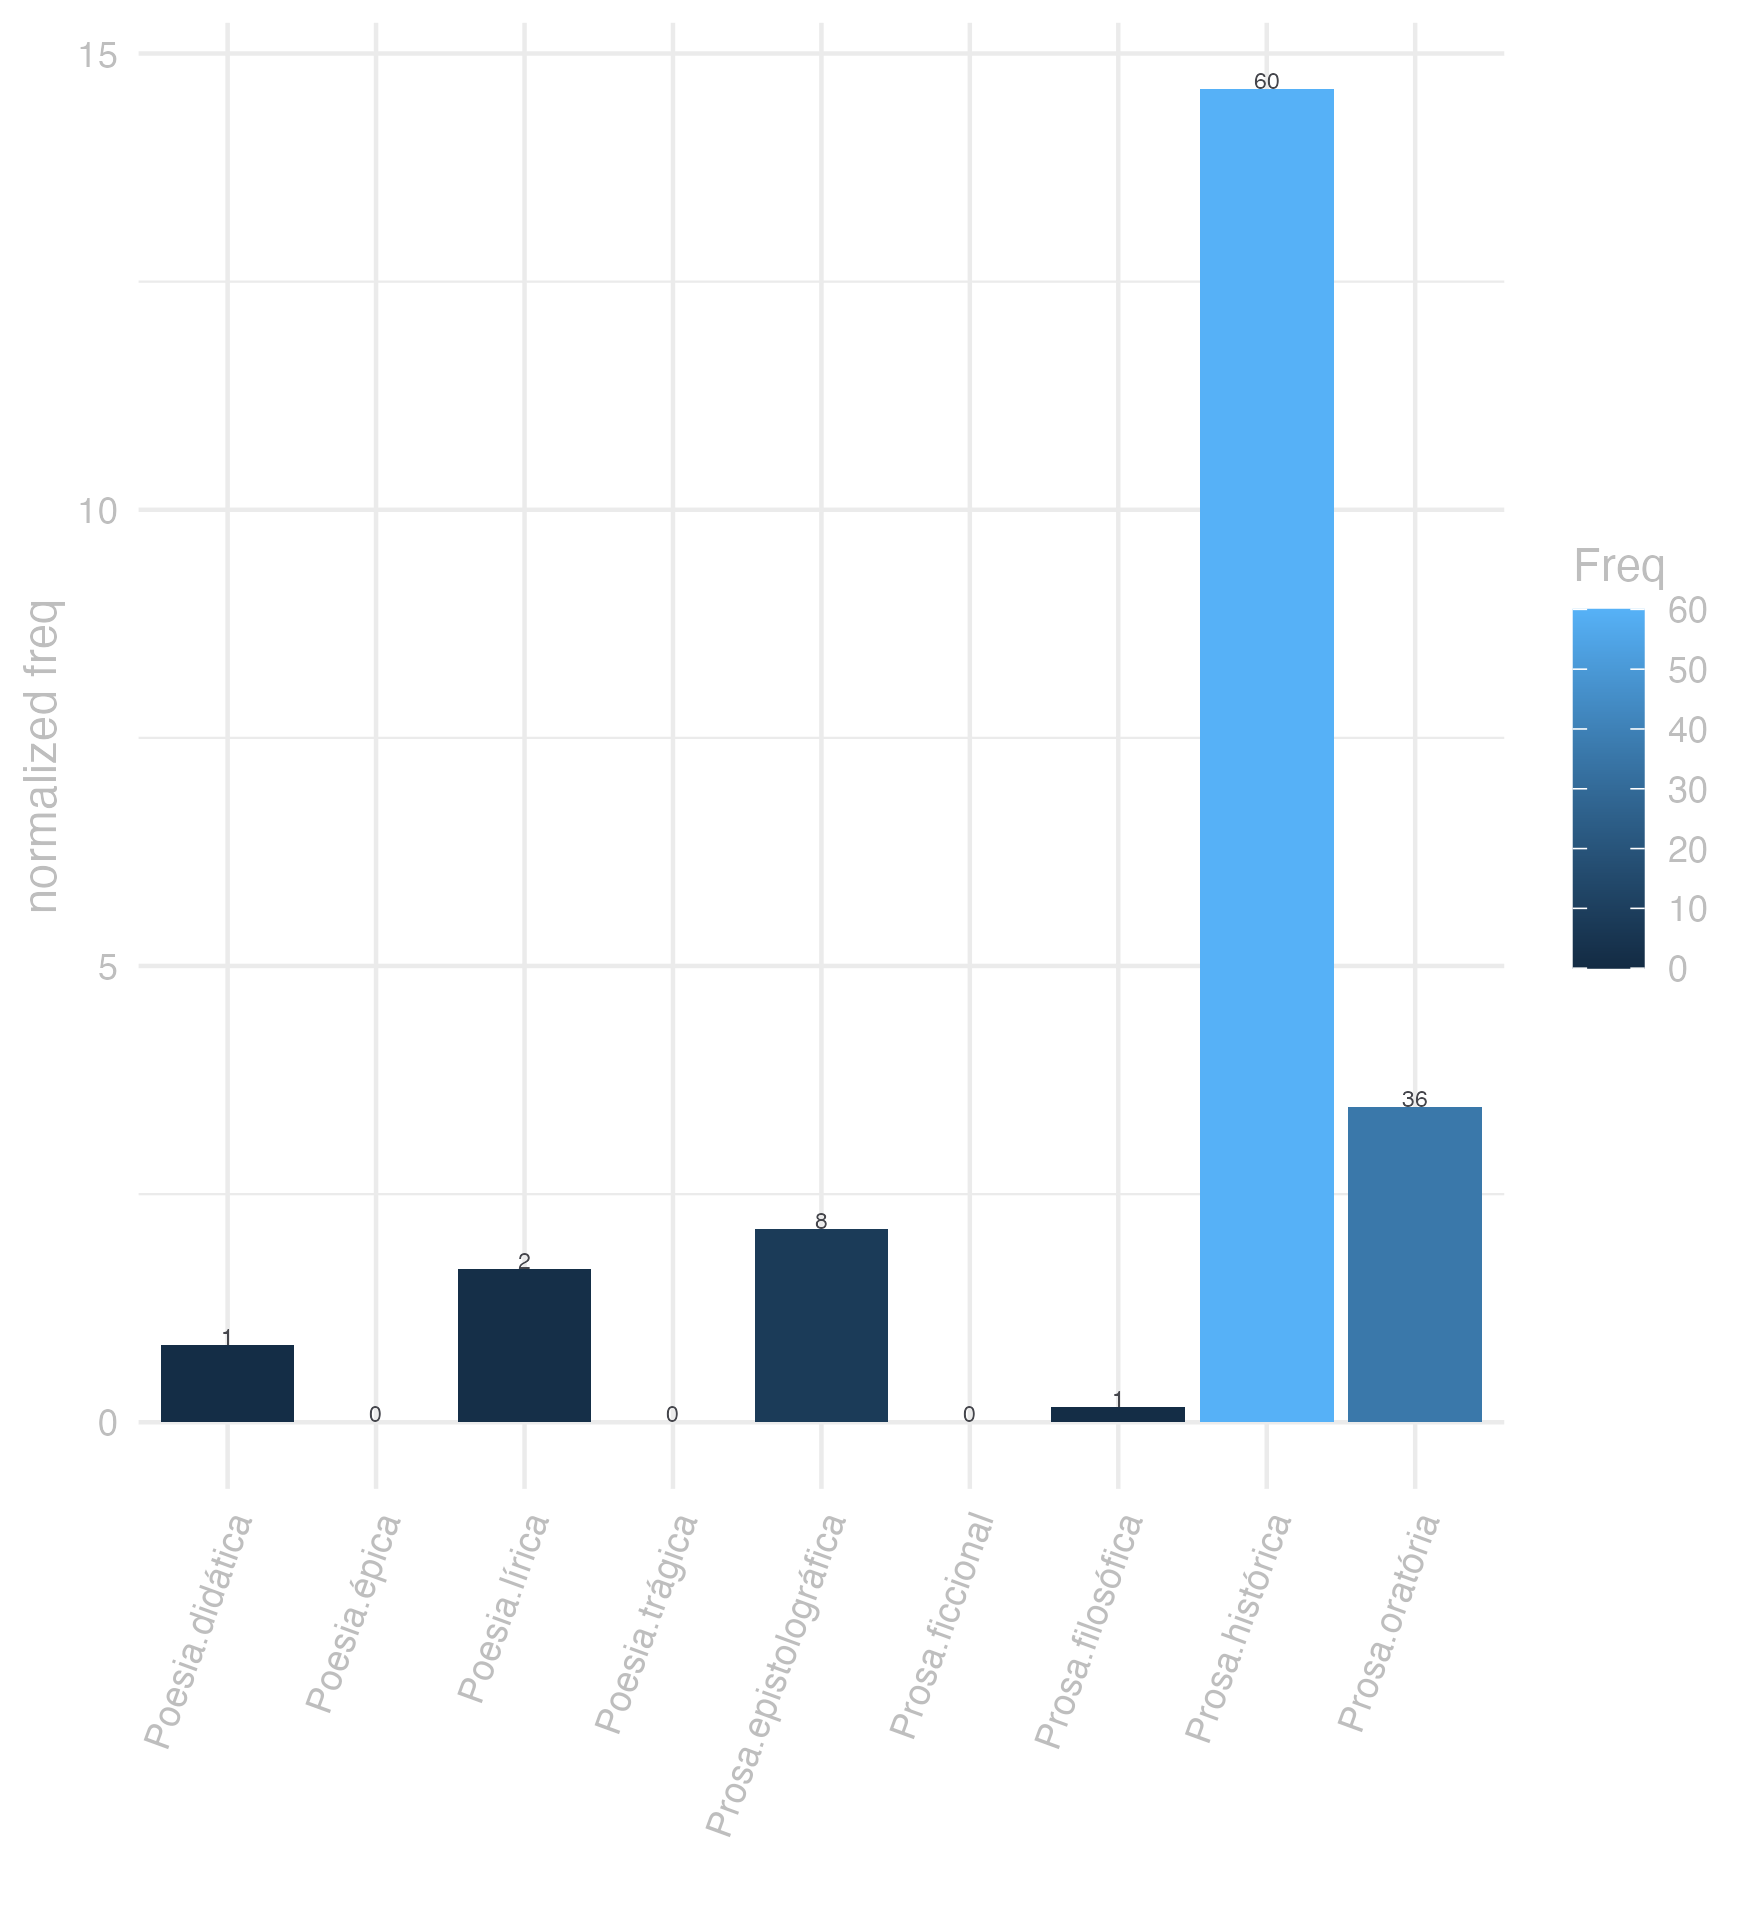 15
10
5
0
normalized freq
60
36
8
2
1
0
0
0
1
Poesia.didática
Poesia.épica
Poesia.lírica
Poesia.trágica
Prosa.epistolográfica
Prosa.ficcional
Prosa.filosófica
Prosa.histórica
Prosa.oratória
Freq
60
50
40
30
20
10
0